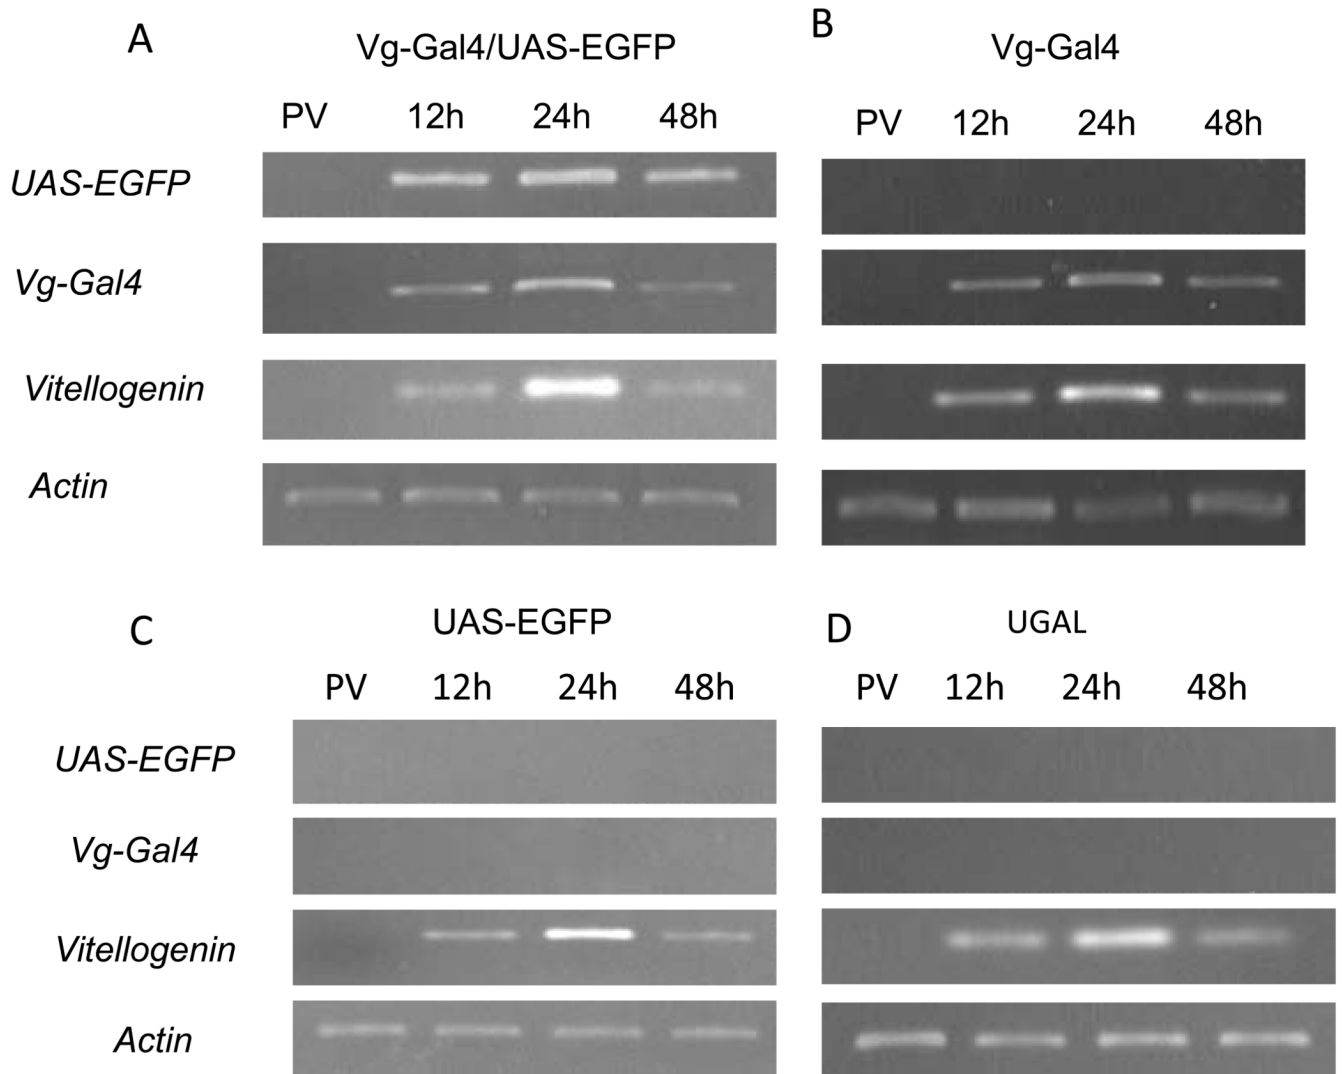 A
Vg-Gal4/UAS-EGFP
PV 12h 24h 48h
UAS-EGFP
Vg-Gal4
Vitellogenin
Actin
B
Vg-Gal4
PV 12h 24h 48h
C
UAS-EGFP
PV 12h 24h 48h
UAS-EGFP
Vg-Gal4
Vitellogenin
Actin
D
UGAL
PV 12h 24h 48h